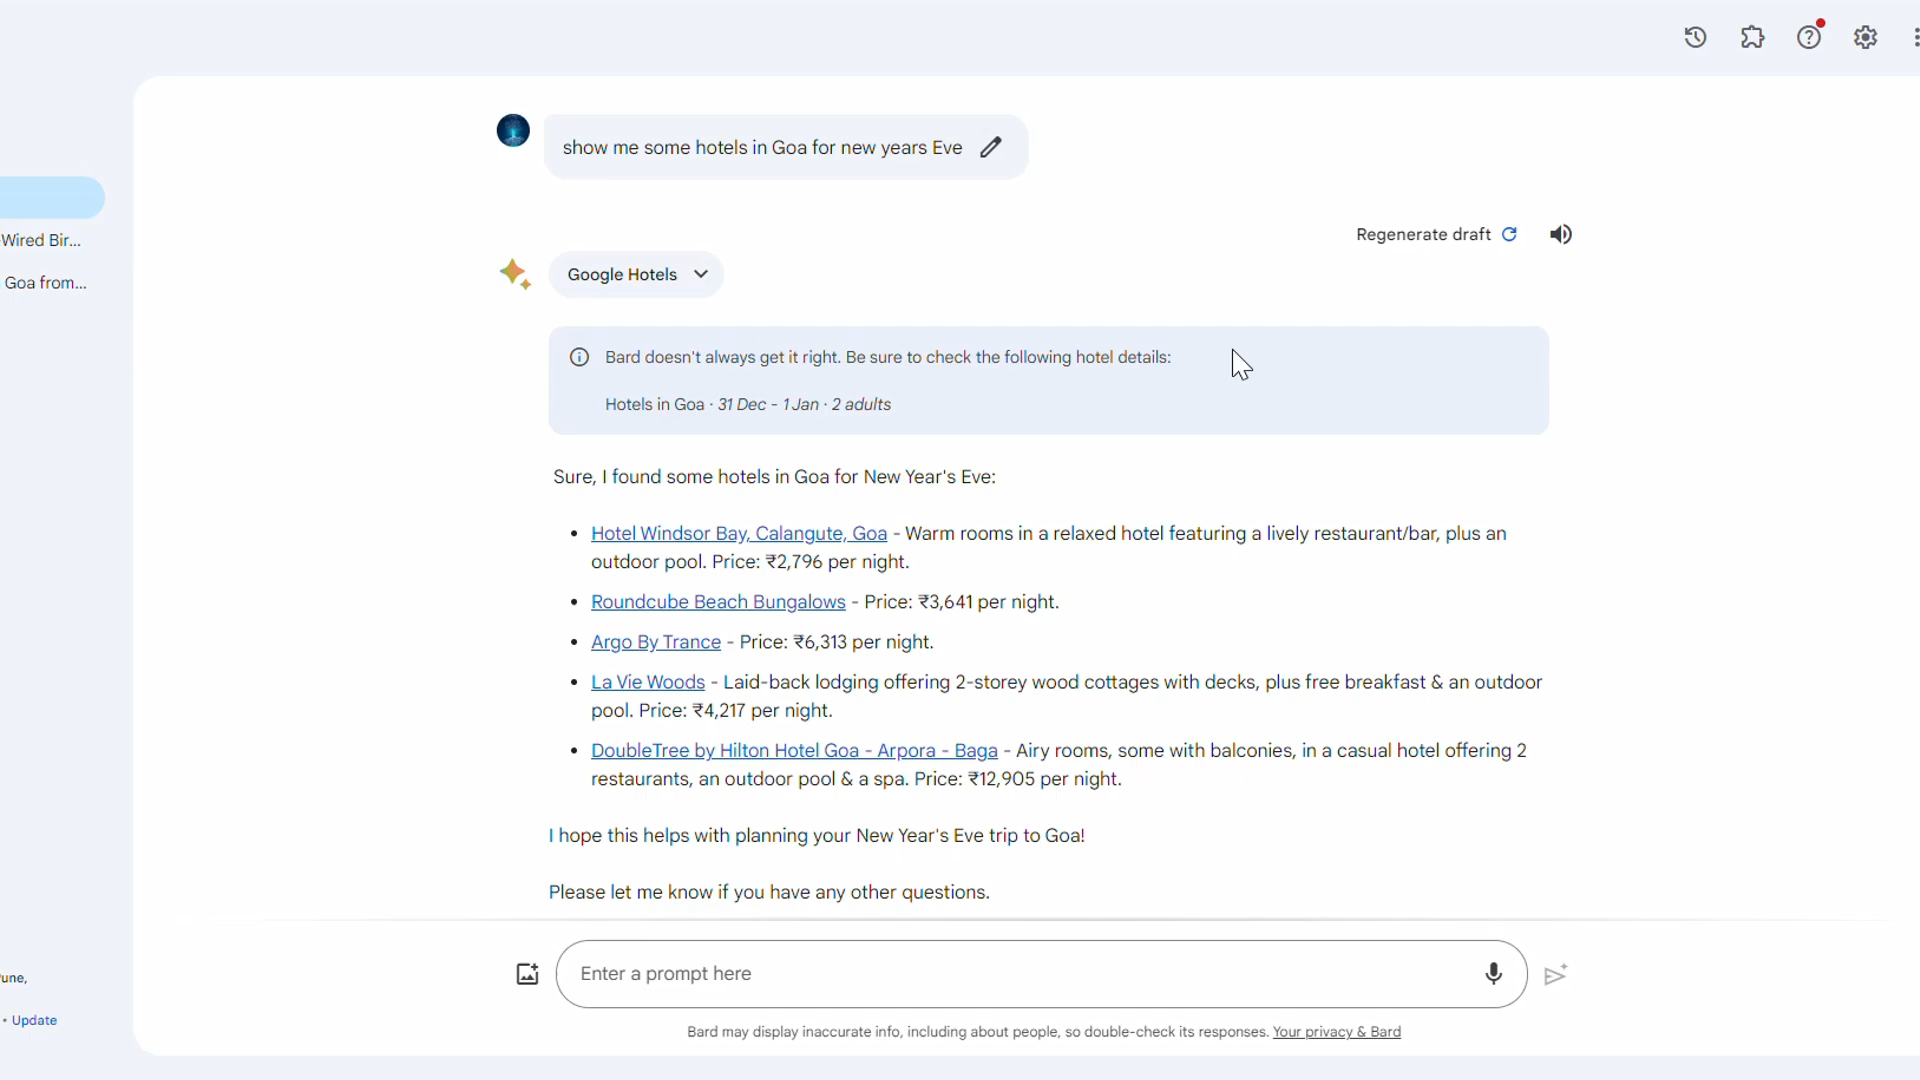 show me some hotels in Goa for new years Eve
Wired Bir...
Regenerate draft
Goa from...
Google Hotels
Bard doesn't always get it right. Be sure to check the following hotel details:
Hotels in Goa · 31 Dec - 1 Jan · 2 adults
Sure, I found some hotels in Goa for New Year's Eve:
• Hotel Windsor Bay, Calangute, Goa - Warm rooms in a relaxed hotel featuring a lively restaurant/bar, plus an
outdoor pool. Price: ₹2,796 per night.
• Roundcube Beach Bungalows - Price: ₹3,641 per night.
• Argo By Trance - Price: ₹6,313 per night.
• La Vie Woods - Laid-back lodging offering 2-storey wood cottages with decks, plus free breakfast & an outdoor
pool. Price: ₹4,217 per night.
• DoubleTree by Hilton Hotel Goa - Arpora - Baga - Airy rooms, some with balconies, in a casual hotel offering 2
restaurants, an outdoor pool & a spa. Price: ₹12,905 per night.
I hope this helps with planning your New Year's Eve trip to Goa!
Please let me know if you have any other questions.
Enter a prompt here
une,
• Update
Bard may display inaccurate info, including about people, so double-check its responses. Your privacy & Bard